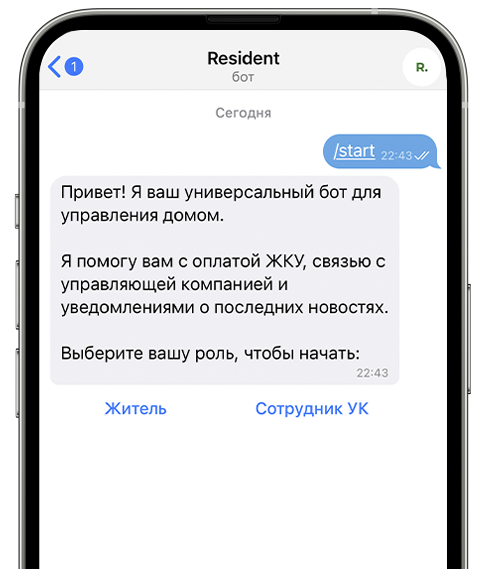 Resident
1
бот
R.
Сегодня
/start 22:43
Привет! Я ваш универсальный бот для
управления домом.
Я помогу вам с оплатой ЖКУ, связью с
управляющей компанией и
уведомлениями о последних новостях.
Выберите вашу роль, чтобы начать:
22:43
Житель Сотрудник УК